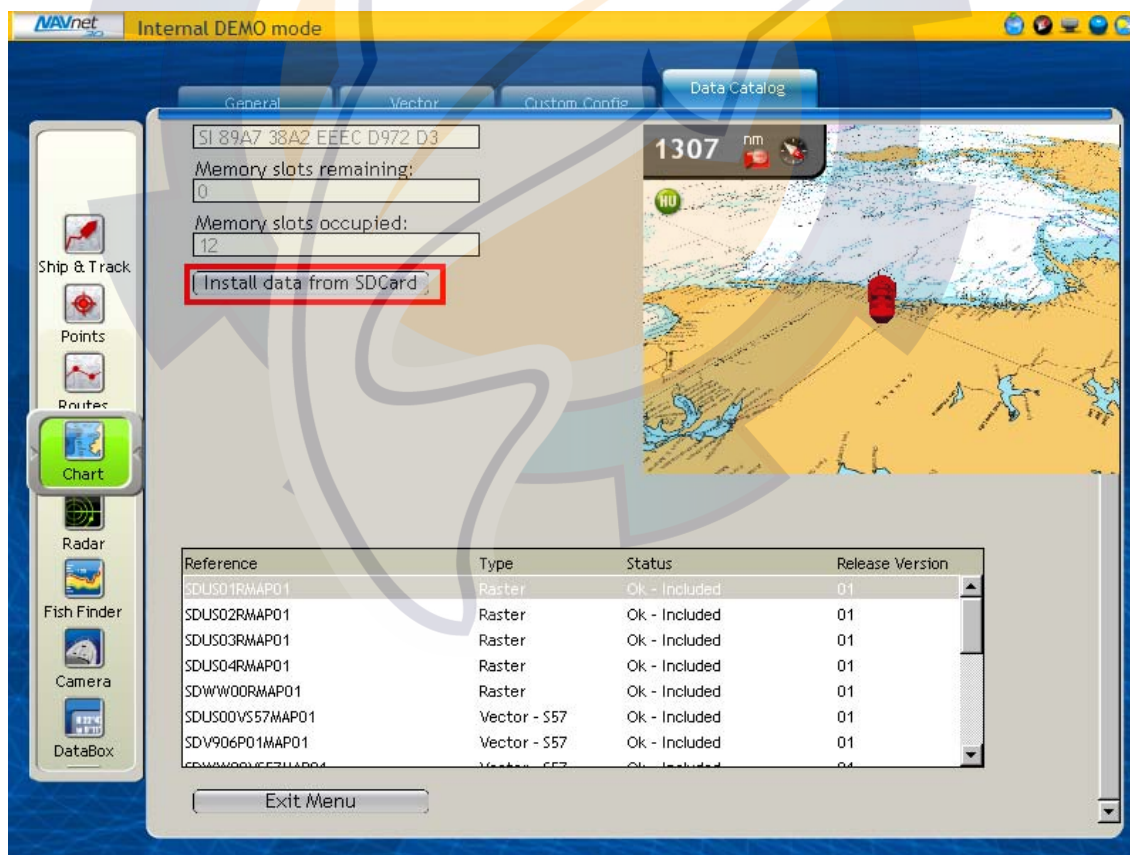 NAVnet 3D Internal DEMO mode
General Vector Custom Config Data Catalog
SI 89A7 38A2 EEEC D972 D3
Memory slots remaining:
0
Memory slots occupied:
12
Install data from SDCard
1307 nm
HU
Ship & Track
Points
Routes
Chart
Radar
Fish Finder
Camera
DataBox
Reference Type Status Release Version
SDUS01RMAP01 Raster Ok - Included 01
SDUS02RMAP01 Raster Ok - Included 01
SDUS03RMAP01 Raster Ok - Included 01
SDUS04RMAP01 Raster Ok - Included 01
SDWW00RMAP01 Raster Ok - Included 01
SDUS00VS57MAP01 Vector - S57 Ok - Included 01
SDV906P01MAP01 Vector - S57 Ok - Included 01
Exit Menu